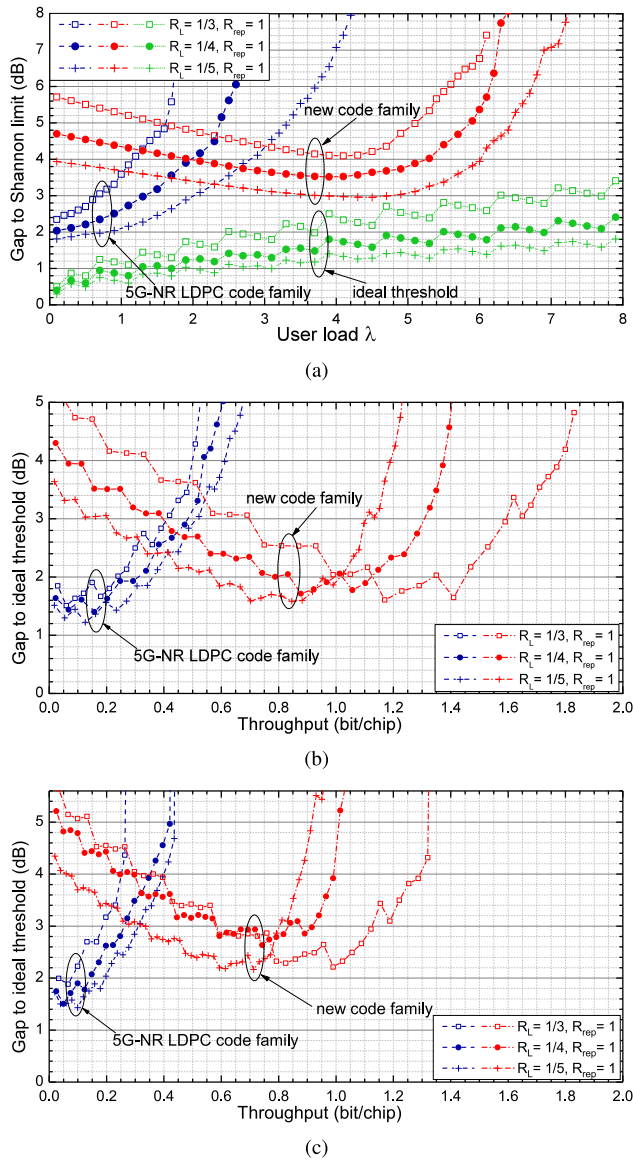 8
7
6
5
4
3
2
1
0
Gap to Shannon limit (dB)
R_L = 1/3, R_rep = 1
R_L = 1/4, R_rep = 1
R_L = 1/5, R_rep = 1
new code family
5G-NR LDPC code family
ideal threshold
0 1 2 3 4 5 6 7 8
User load λ
(a)
5
4
3
2
1
0
Gap to ideal threshold (dB)
new code family
5G-NR LDPC code family
R_L = 1/3, R_rep = 1
R_L = 1/4, R_rep = 1
R_L = 1/5, R_rep = 1
0.0 0.2 0.4 0.6 0.8 1.0 1.2 1.4 1.6 1.8 2.0
Throughput (bit/chip)
(b)
5
4
3
2
1
0
Gap to ideal threshold (dB)
new code family
5G-NR LDPC code family
R_L = 1/3, R_rep = 1
R_L = 1/4, R_rep = 1
R_L = 1/5, R_rep = 1
0.0 0.2 0.4 0.6 0.8 1.0 1.2 1.4 1.6 1.8 2.0
Throughput (bit/chip)
(c)